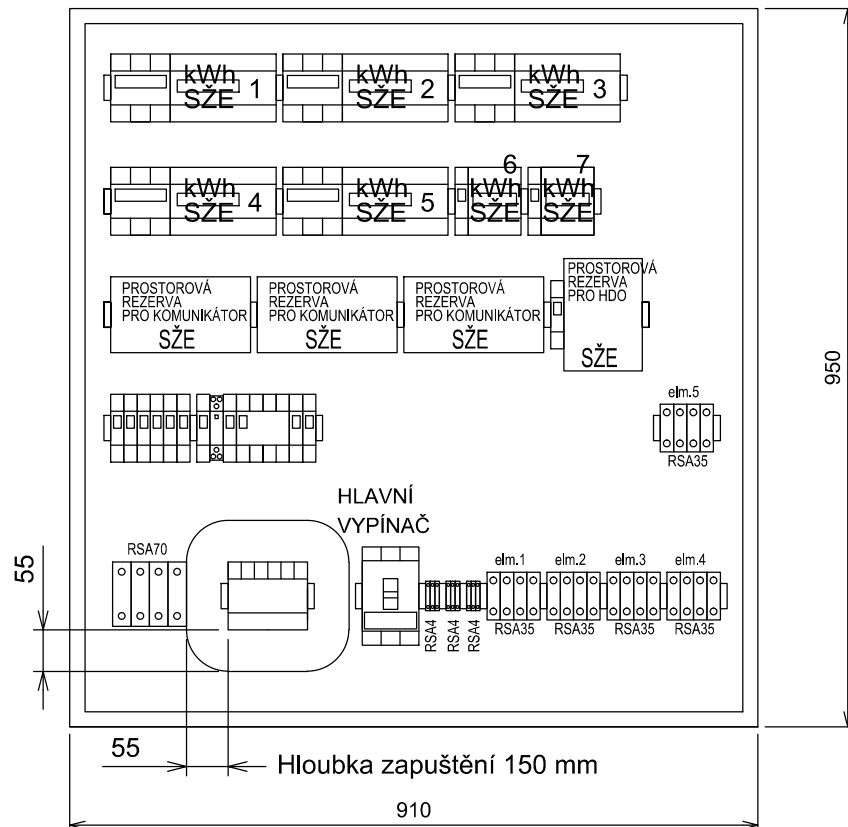 kWh
SŽE 1
kWh
SŽE 2
kWh
SŽE 3
kWh
SŽE 4
kWh
SŽE 5
6
kWh
SŽE
7
kWh
SŽE
PROSTOROVÁ
REZERVA
PRO KOMUNIKÁTOR
SŽE
PROSTOROVÁ
REZERVA
PRO KOMUNIKÁTOR
SŽE
PROSTOROVÁ
REZERVA
PRO KOMUNIKÁTOR
SŽE
PROSTOROVÁ
REZERVA
PRO HDO
SŽE
950
elm.5
RSA35
HLAVNÍ
VYPÍNAČ
RSA70
55
RSA4
RSA4
RSA4
elm.1
RSA35
elm.2
RSA35
elm.3
RSA35
elm.4
RSA35
55
Hloubka zapuštění 150 mm
910